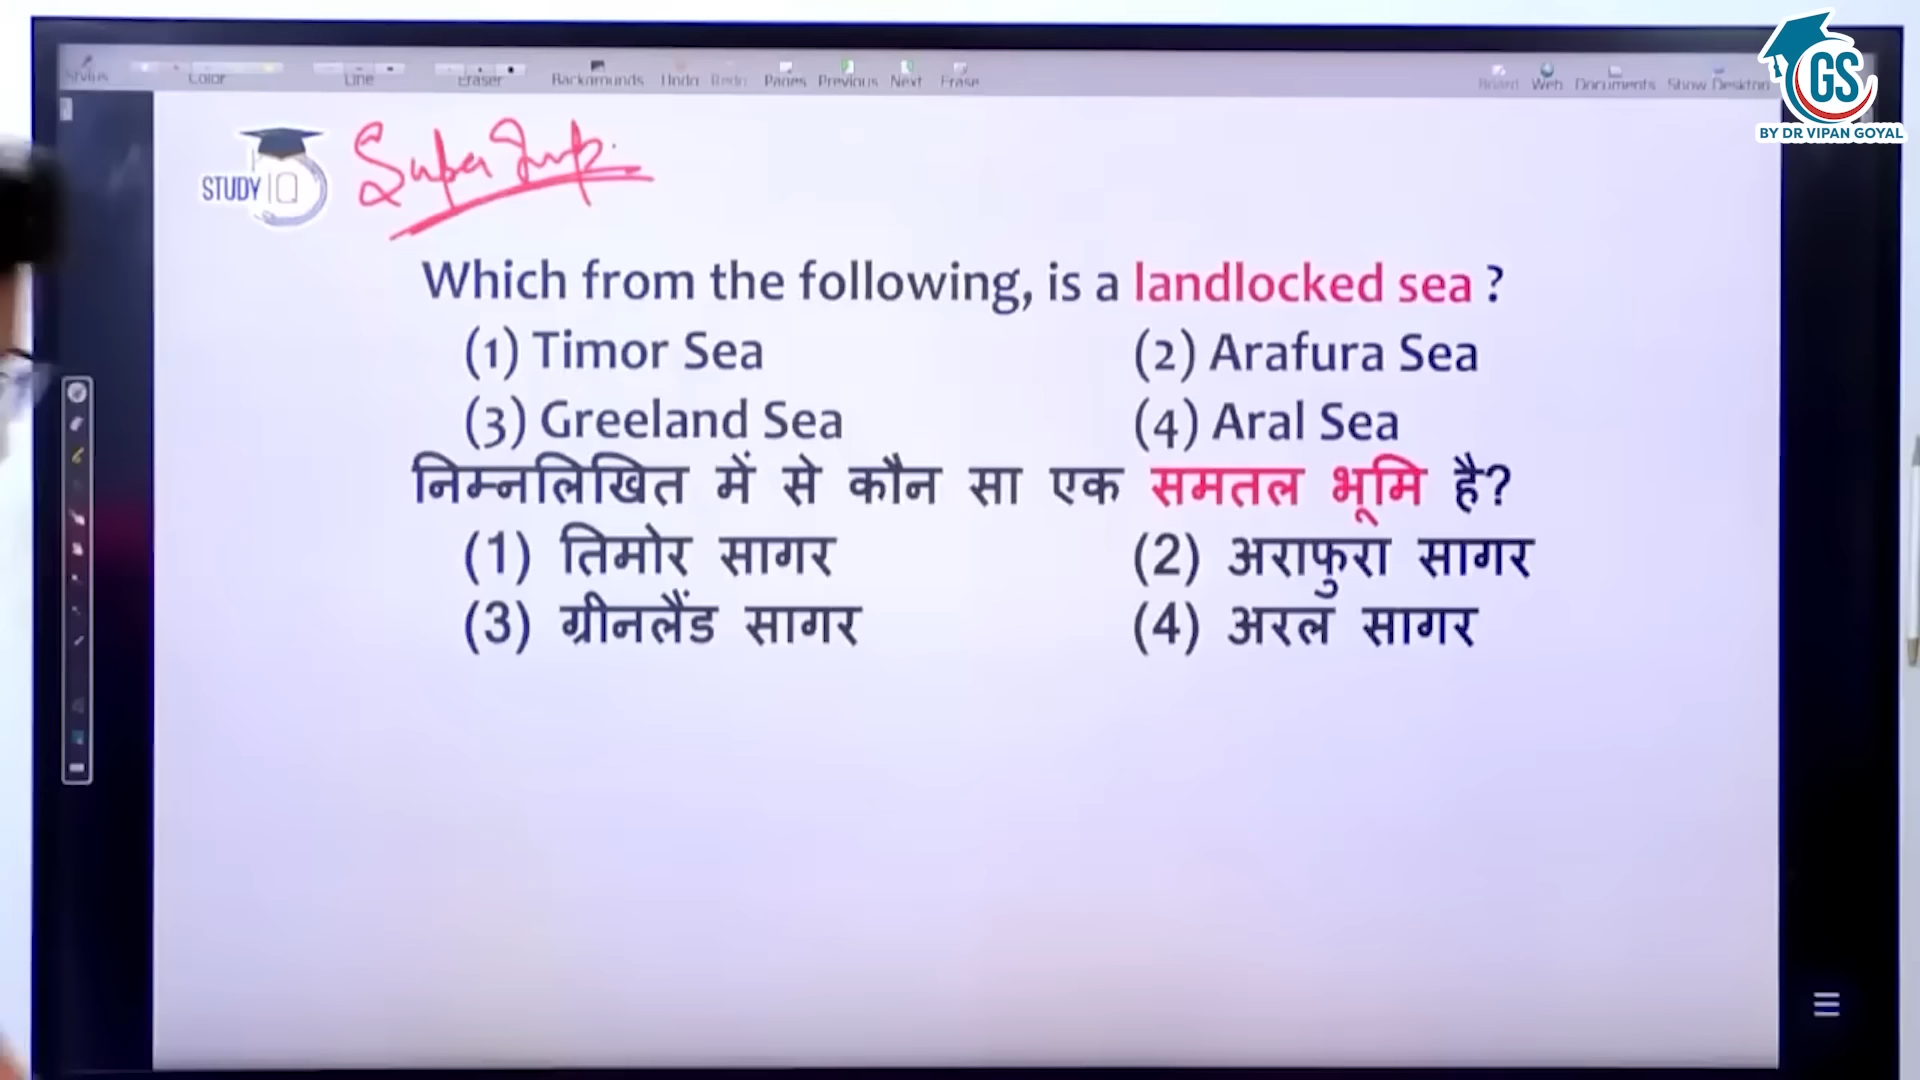 Styles Color Line Eraser Backgrounds Undo Redo Pages Previous Next Erase Board Web Documents Show Desktop
GS
BY DR VIPAN GOYAL
STUDY IQ
Super Imp.
Which from the following, is a landlocked sea ?
(1) Timor Sea (2) Arafura Sea
(3) Greeland Sea (4) Aral Sea
निम्नलिखित में से कौन सा एक समतल भूमि है?
(1) तिमोर सागर (2) अराफुरा सागर
(3) ग्रीनलैंड सागर (4) अरल सागर